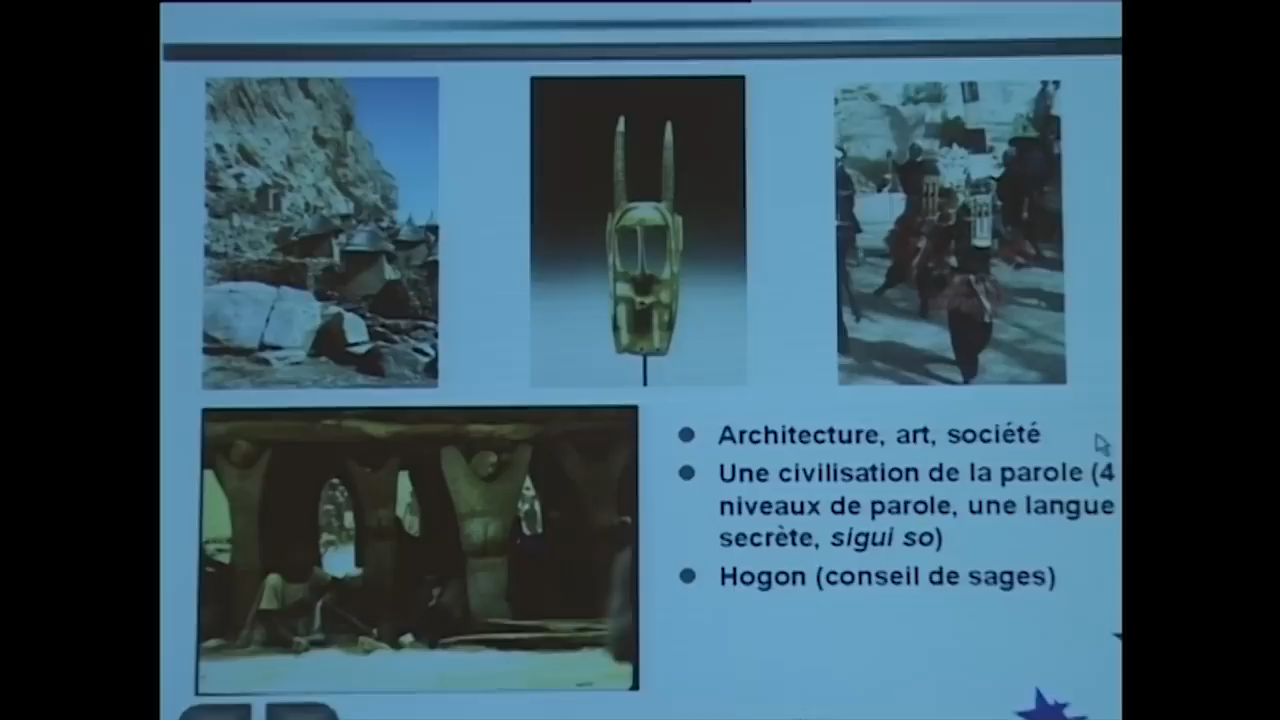 Architecture, art, société
Une civilisation de la parole (4
niveaux de parole, une langue
secrète, sigui so)
Hogon (conseil de sages)